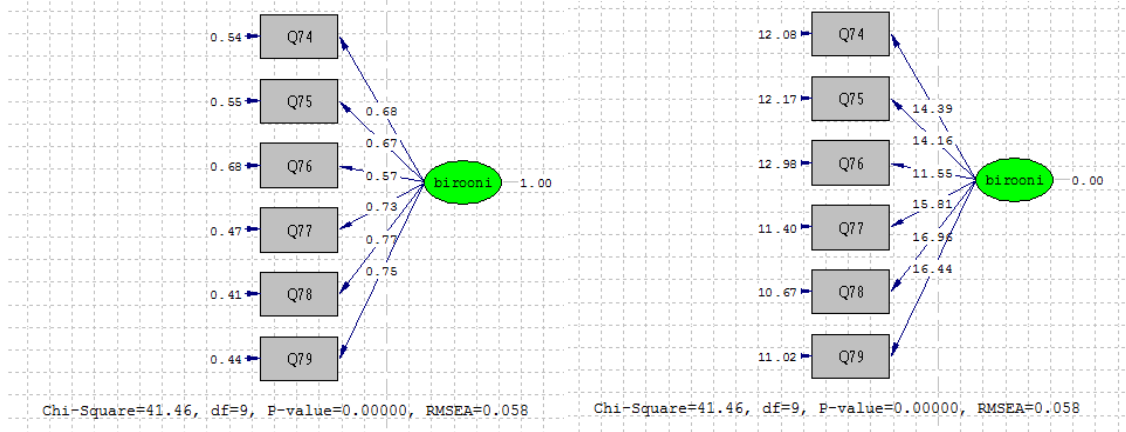 0.54 Q74
0.55 Q75
0.68 Q76
0.47 Q77
0.41 Q78
0.44 Q79
0.68
0.67
0.57
0.73
0.77
0.75
birooni 1.00
Chi-Square=41.46, df=9, P-value=0.00000, RMSEA=0.058
12.08 Q74
12.17 Q75
12.98 Q76
11.40 Q77
10.67 Q78
11.02 Q79
14.39
14.16
11.55
15.81
16.96
16.44
birooni 0.00
Chi-Square=41.46, df=9, P-value=0.00000, RMSEA=0.058